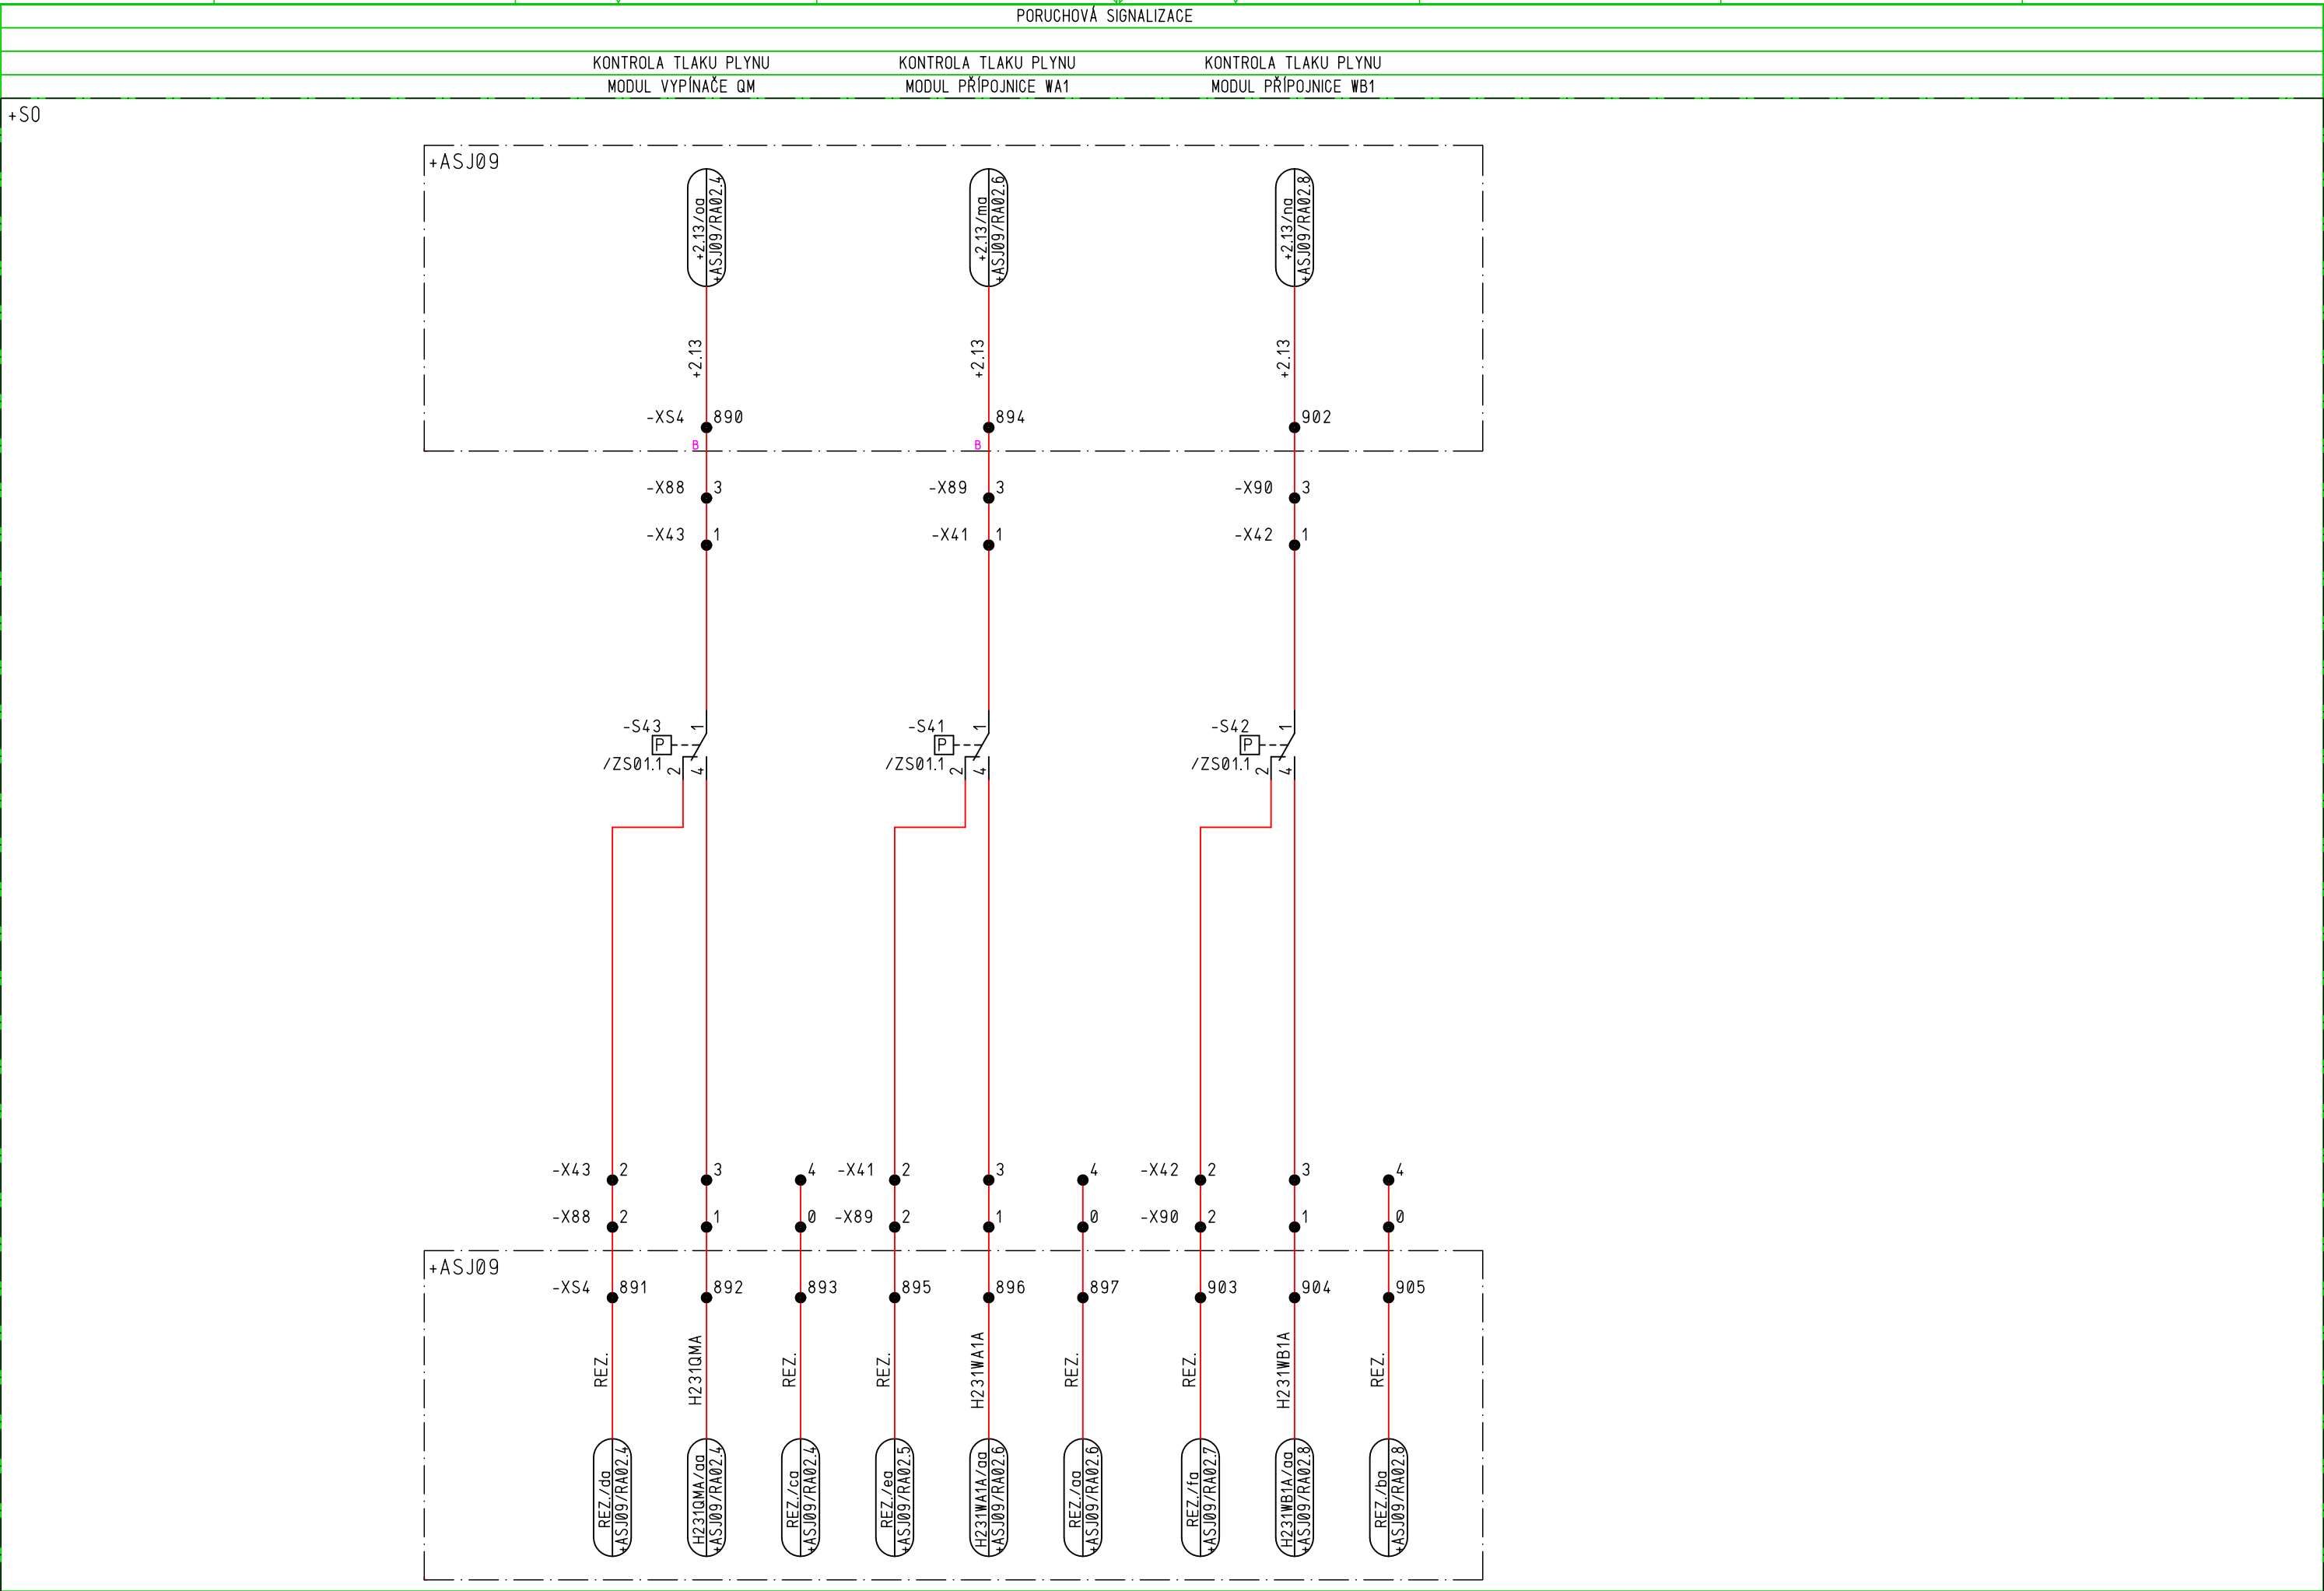 PORUCHOVÁ SIGNALIZACE
KONTROLA TLAKU PLYNU KONTROLA TLAKU PLYNU KONTROLA TLAKU PLYNU
MODUL VYPÍNAČE QM MODUL PŘÍPOJNICE WA1 MODUL PŘÍPOJNICE WB1
+S0
+ASJ09
+2.13/oa +2.13/ma +2.13/na
+ASJ09/RA02.4 +ASJ09/RA02.6 +ASJ09/RA02.8
+2.13 +2.13 +2.13
-XS4 890 894 902
B B
-X88 3 -X89 3 -X90 3
-X43 1 -X41 1 -X42 1
-S43 1 -S41 1 -S42 1
P P P
/ZS01.1 2 4 /ZS01.1 2 4 /ZS01.1 2 4
-X43 2 3 4 -X41 2 3 4 -X42 2 3 4
-X88 2 1 0 -X89 2 1 0 -X90 2 1 0
+ASJ09
-XS4 891 892 893 895 896 897 903 904 905
REZ. H231QMA REZ. REZ. H231WA1A REZ. REZ. H231WB1A REZ.
REZ./da H231QMA/aa REZ./ca REZ./ea H231WA1A/aa REZ./aa REZ./fa H231WB1A/aa REZ./ba
+ASJ09/RA02.4 +ASJ09/RA02.4 +ASJ09/RA02.4 +ASJ09/RA02.5 +ASJ09/RA02.6 +ASJ09/RA02.6 +ASJ09/RA02.7 +ASJ09/RA02.8 +ASJ09/RA02.8